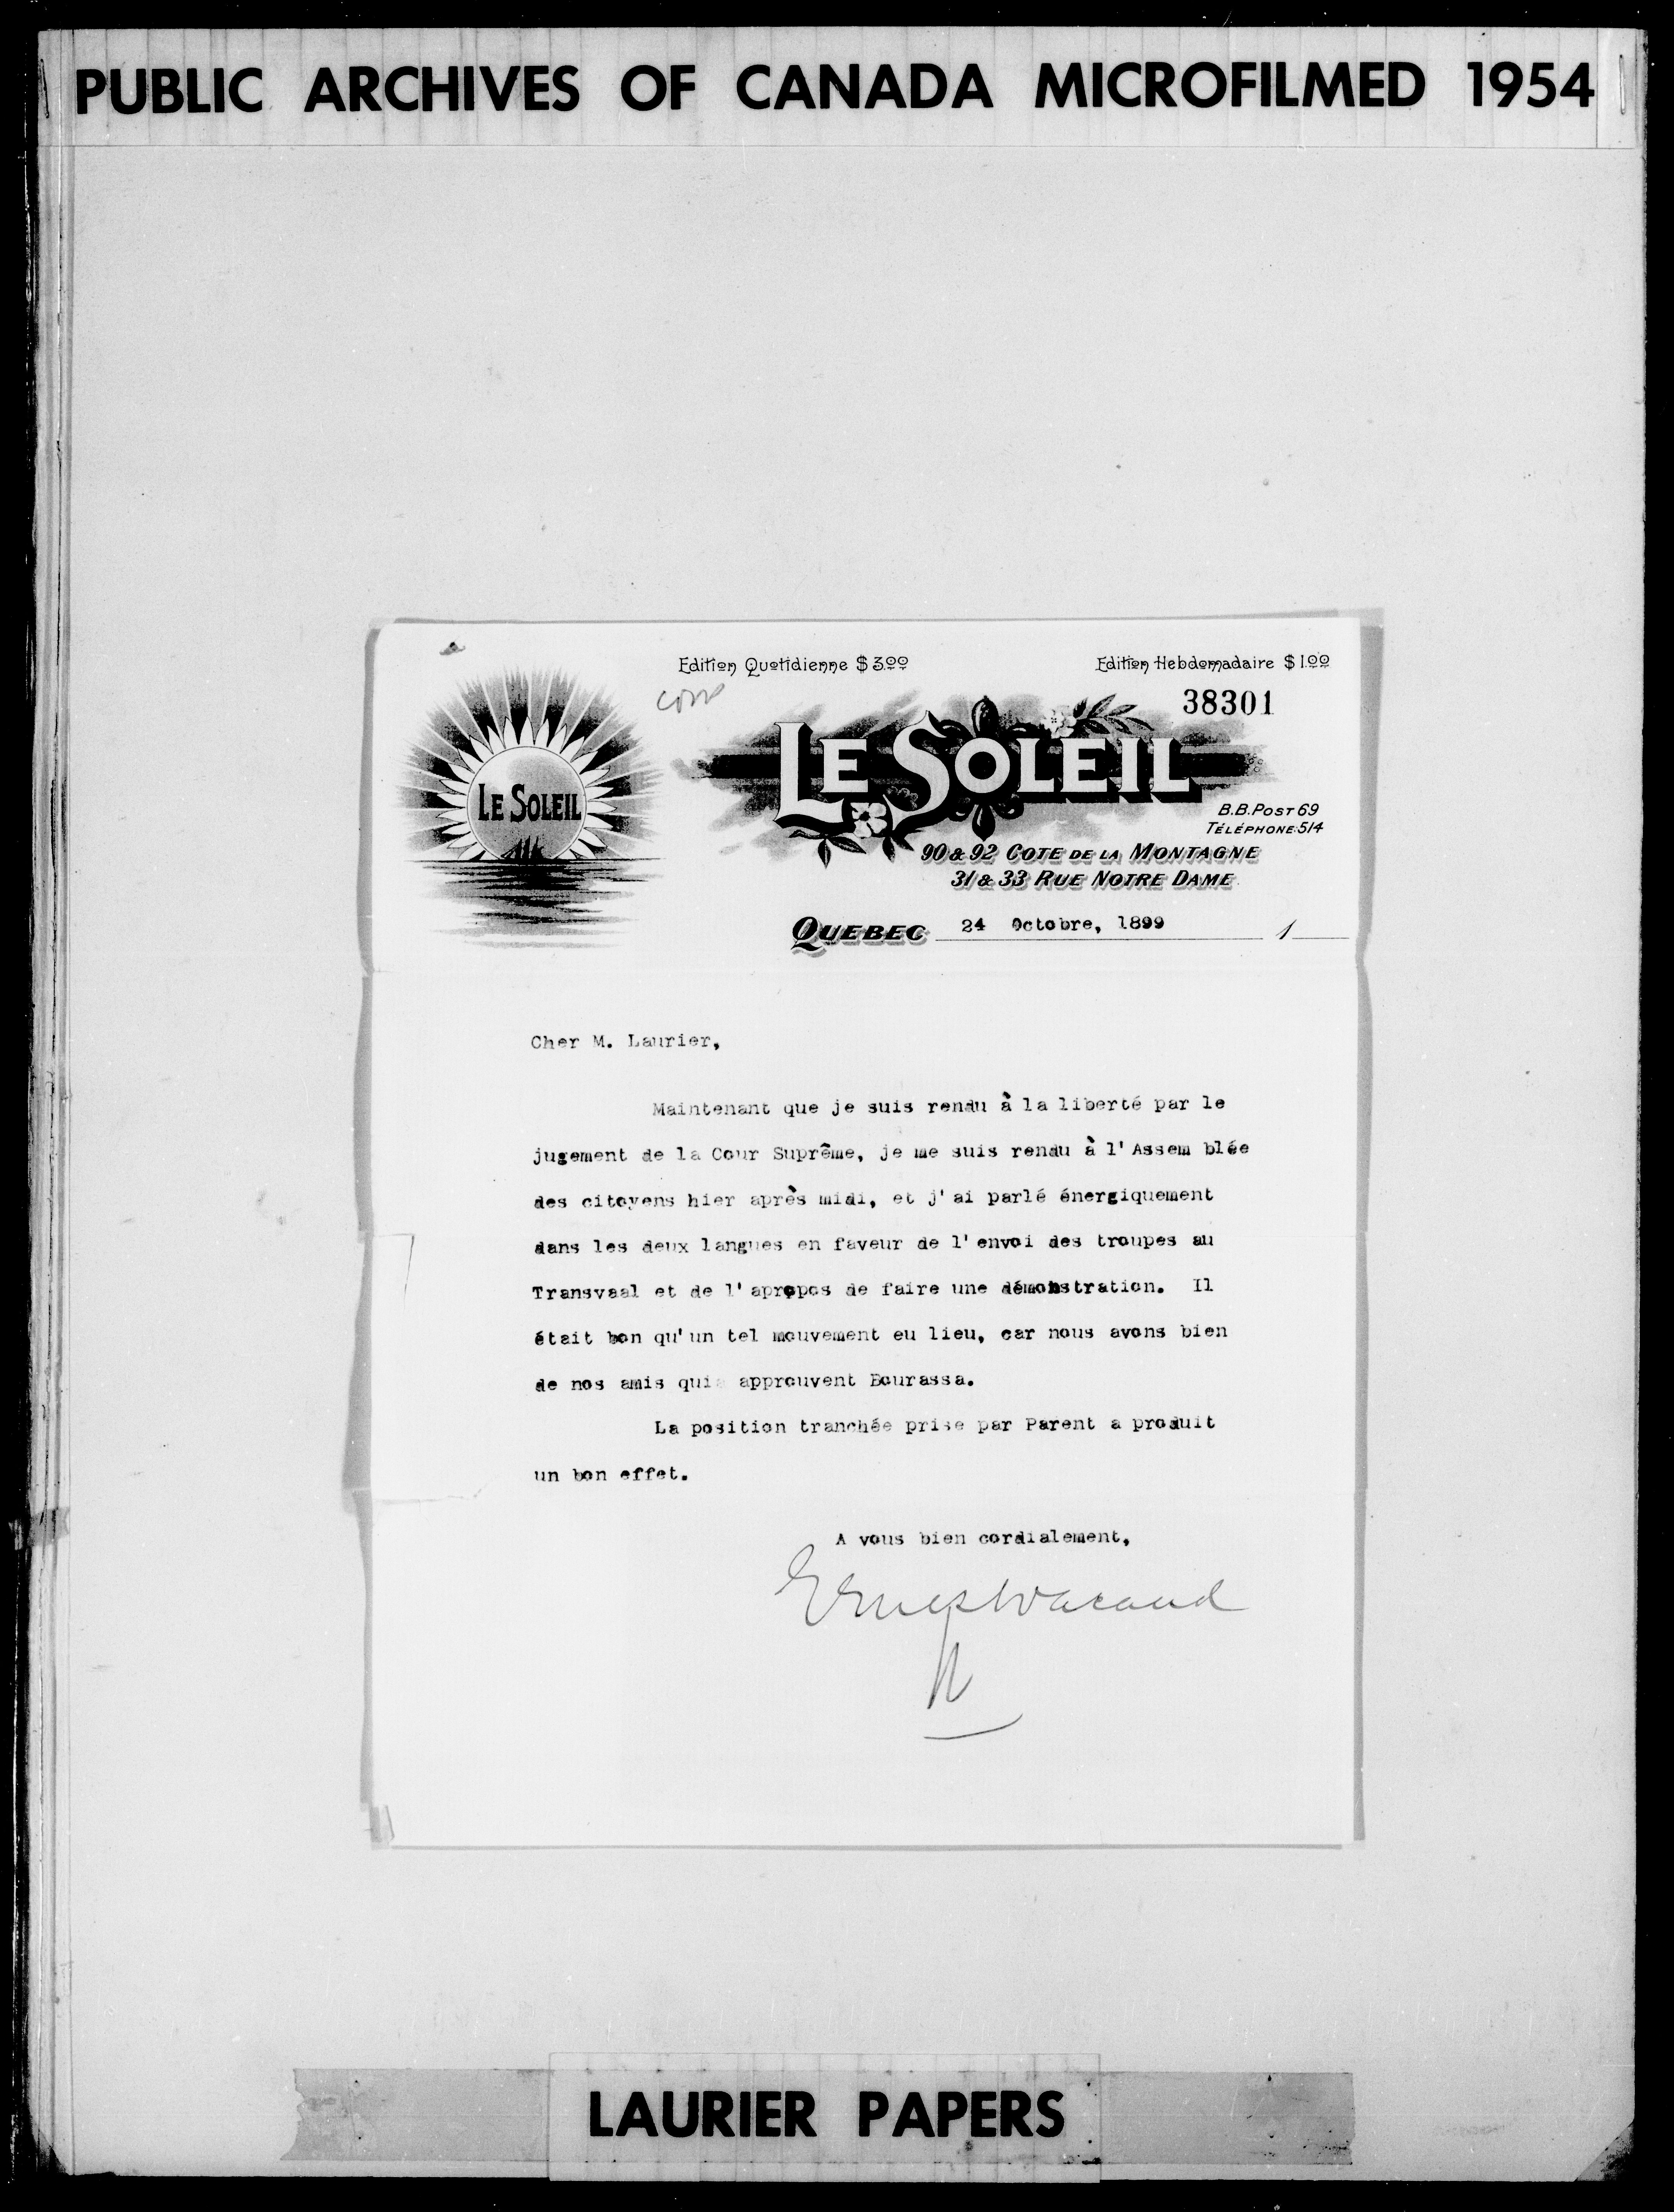 PUBLIC ARCHIVES OF CANADA MICROFILMED 1954
Edition Quotidienne $3.00 Edition Hebdomadaire $1.00
38301
LE SOLEIL
LE SOLEIL
B.B. POST 69
TÉLÉPHONE: 514
90 & 92 COTE DE LA MONTAGNE
31 & 33 RUE NOTRE DAME
QUEBEC 24 Octobre, 1899 1
Cher M. Laurier,
Maintenant que je suis rendu à la liberté par le
jugement de la Cour Suprême, je me suis rendu à l'Assem blée
des citoyens hier après midi, et j'ai parlé énergiquement
dans les deux langues en faveur de l'envoi des troupes au
Transvaal et de l'apropos de faire une démonstration. Il
était bon qu'un tel mouvement eu lieu, car nous avons bien
de nos amis qui approuvent Bourassa.
La position tranchée prise par Parent a produit
un bon effet.
A vous bien cordialement,
Ernest Pacaud
LAURIER PAPERS